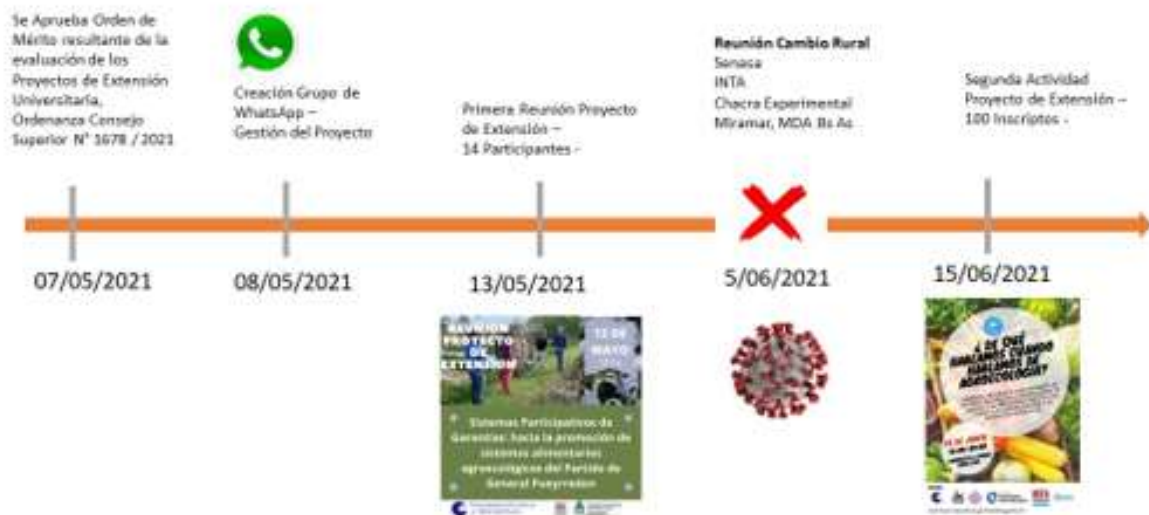 Se Aprueba Orden de
Mérito resultante de la
evaluación de los
Proyectos de Extensión
Universitaria,
Ordenanza Consejo
Superior N° 1678 / 2021
07/05/2021
Creación Grupo de
WhatsApp –
Gestión del Proyecto
08/05/2021
Primera Reunión Proyecto
de Extensión –
14 Participantes -
13/05/2021
REUNIÓN
PROYECTO
DE
EXTENSIÓN
13 DE
MAYO
Sistemas Participativos de
Garantías: hacia la promoción de
sistemas alimentarios
agroecológicos del Partido de
General Pueyrredon
Reunión Cambio Rural
Senasa
INTA
Chacra Experimental
Miramar, MDA Bs As
5/06/2021
Segunda Actividad
Proyecto de Extensión –
100 Inscriptos -
15/06/2021
¿ DE QUÉ
HABLAMOS CUANDO
HABLAMOS DE
AGROECOLOGÍA?